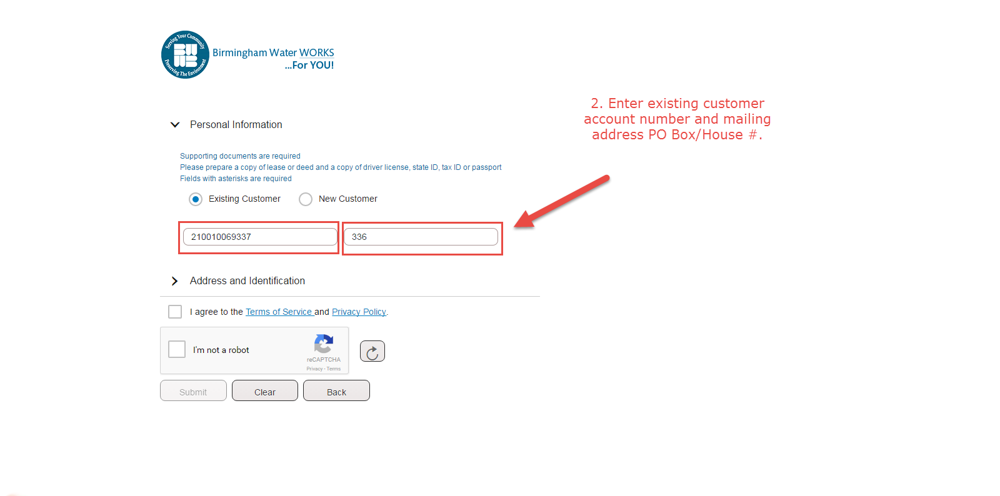 Serving Your Community
Preserving The Environment
Birmingham Water WORKS
...For YOU!
2. Enter existing customer
account number and mailing
address PO Box/House #.
Personal Information
Supporting documents are required
Please prepare a copy of lease or deed and a copy of driver license, state ID, tax ID or passport
Fields with asterisks are required
Existing Customer New Customer
210010069337 336
Address and Identification
I agree to the Terms of Service and Privacy Policy.
I'm not a robot
reCAPTCHA
Privacy - Terms
Submit Clear Back